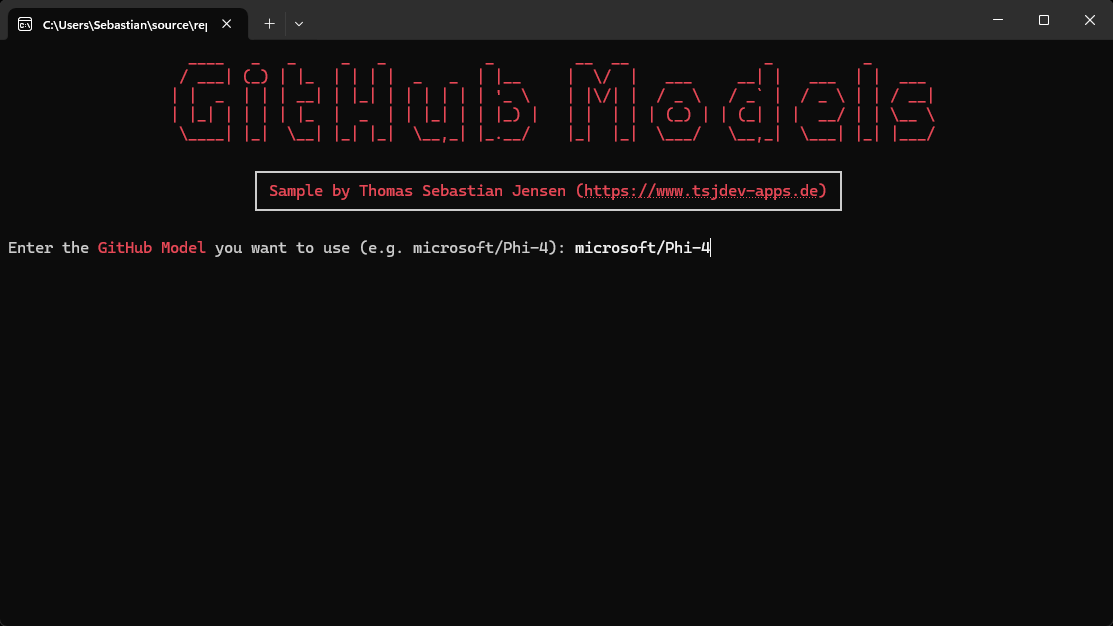 C:\Users\Sebastian\source\rep
GitHub Models
Sample by Thomas Sebastian Jensen (https://www.tsjdev-apps.de)
Enter the GitHub Model you want to use (e.g. microsoft/Phi-4): microsoft/Phi-4